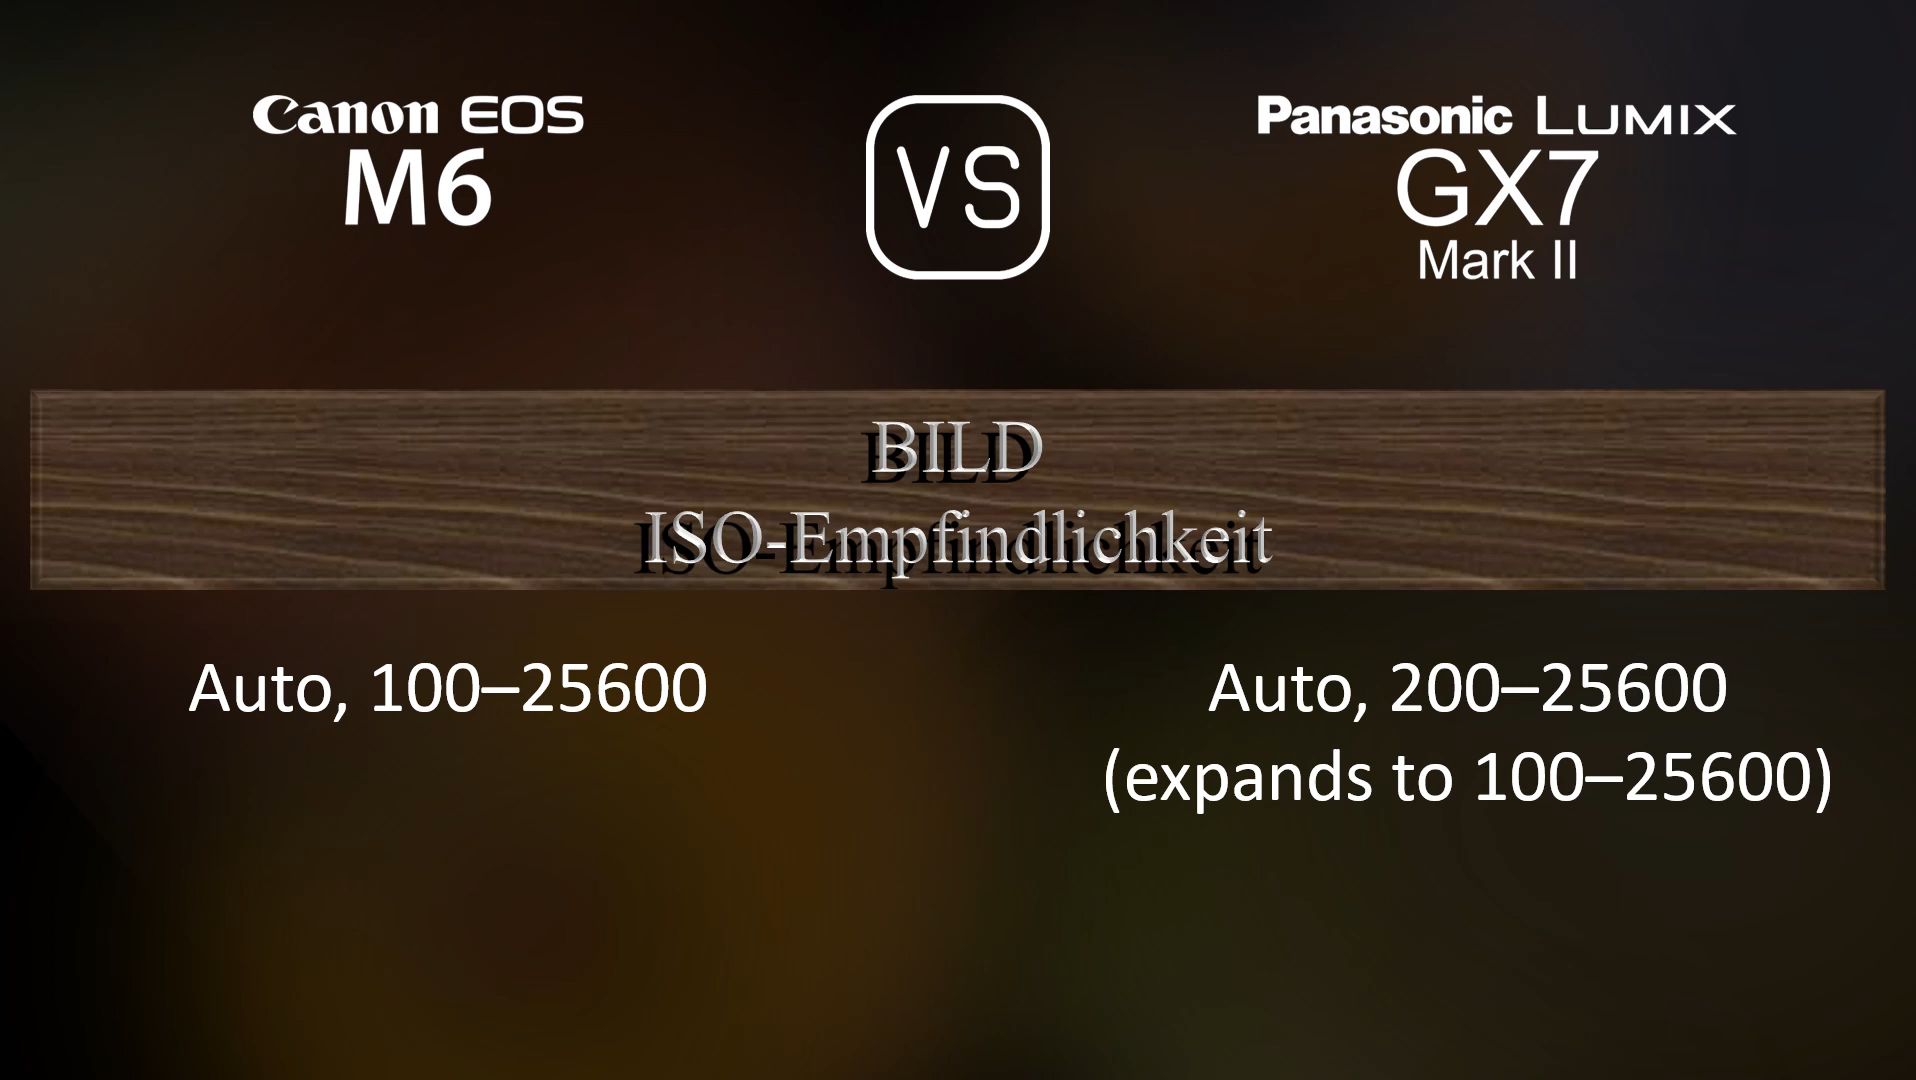 Canon EOS
M6
VS
Panasonic LUMIX
GX7
Mark II
BILD
ISO-Empfindlichkeit
Auto, 100–25600
Auto, 200–25600
(expands to 100–25600)